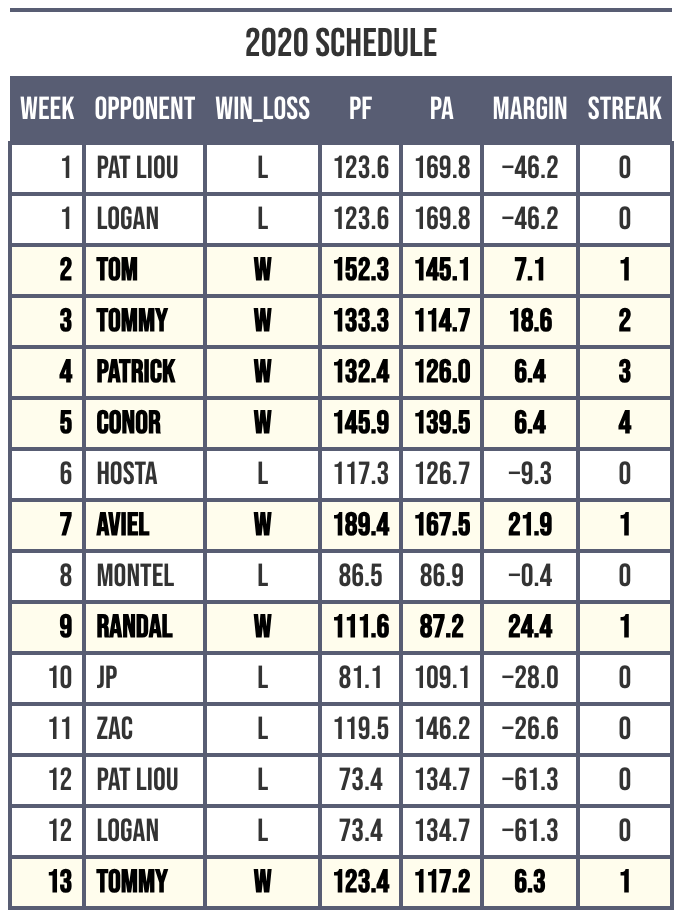 2020 SCHEDULE
WEEK OPPONENT WIN_LOSS PF PA MARGIN STREAK
1 PAT LIOU L 123.6 169.8 −46.2 0
1 LOGAN L 123.6 169.8 −46.2 0
2 TOM W 152.3 145.1 7.1 1
3 TOMMY W 133.3 114.7 18.6 2
4 PATRICK W 132.4 126.0 6.4 3
5 CONOR W 145.9 139.5 6.4 4
6 HOSTA L 117.3 126.7 −9.3 0
7 AVIEL W 189.4 167.5 21.9 1
8 MONTEL L 86.5 86.9 −0.4 0
9 RANDAL W 111.6 87.2 24.4 1
10 JP L 81.1 109.1 −28.0 0
11 ZAC L 119.5 146.2 −26.6 0
12 PAT LIOU L 73.4 134.7 −61.3 0
12 LOGAN L 73.4 134.7 −61.3 0
13 TOMMY W 123.4 117.2 6.3 1